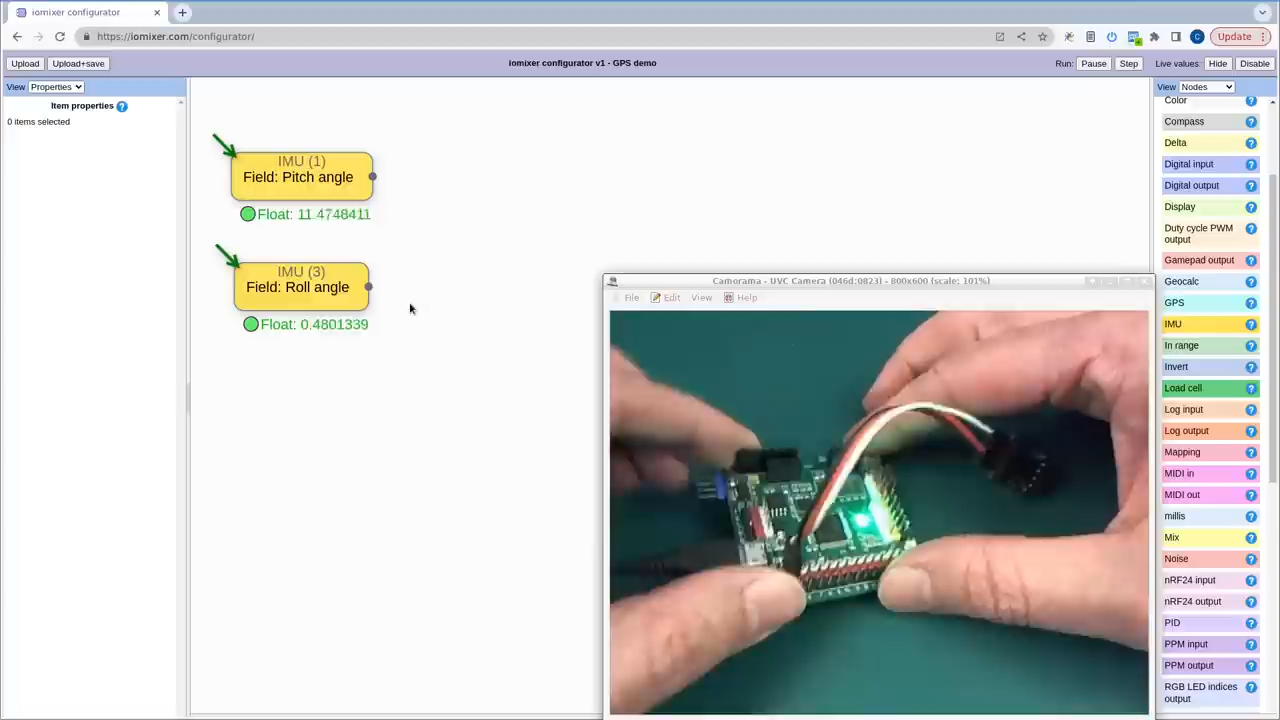 iomixer configurator
https://iomixer.com/configurator/
Update
Upload
Upload+save
iomixer configurator v1 - GPS demo
Run:
Pause
Step
Live values:
Hide
Disable
View
Properties
Item properties
?
0 items selected
IMU (1)
Field: Pitch angle
Float: 11.4748411
IMU (3)
Field: Roll angle
Float: 0.4801339
Camorama - UVC Camera (046d:0823) - 800x600 (scale: 101%)
File
Edit
View
Help
View
Nodes
Color ?
Compass ?
Delta ?
Digital input ?
Digital output ?
Display ?
Duty cycle PWM
output ?
Gamepad output ?
Geocalc ?
GPS ?
IMU ?
In range ?
Invert ?
Load cell ?
Log input ?
Log output ?
Mapping ?
MIDI in ?
MIDI out ?
millis ?
Mix ?
Noise ?
nRF24 input ?
nRF24 output ?
PID ?
PPM input ?
PPM output ?
RGB LED indices
output ?